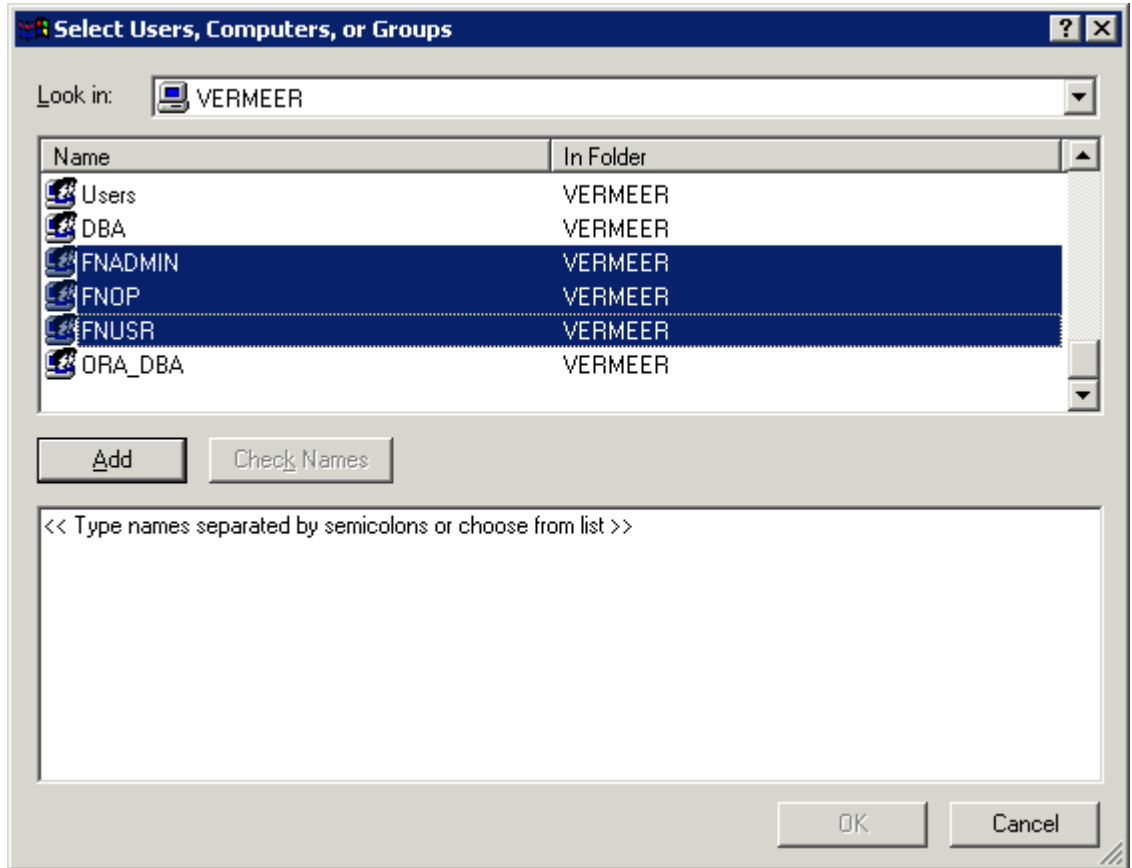 Select Users, Computers, or Groups
Look in: VERMEER
Name In Folder
Users VERMEER
DBA VERMEER
FNADMIN VERMEER
FNOP VERMEER
FNUSR VERMEER
ORA_DBA VERMEER
Add Check Names
<< Type names separated by semicolons or choose from list >>
OK Cancel